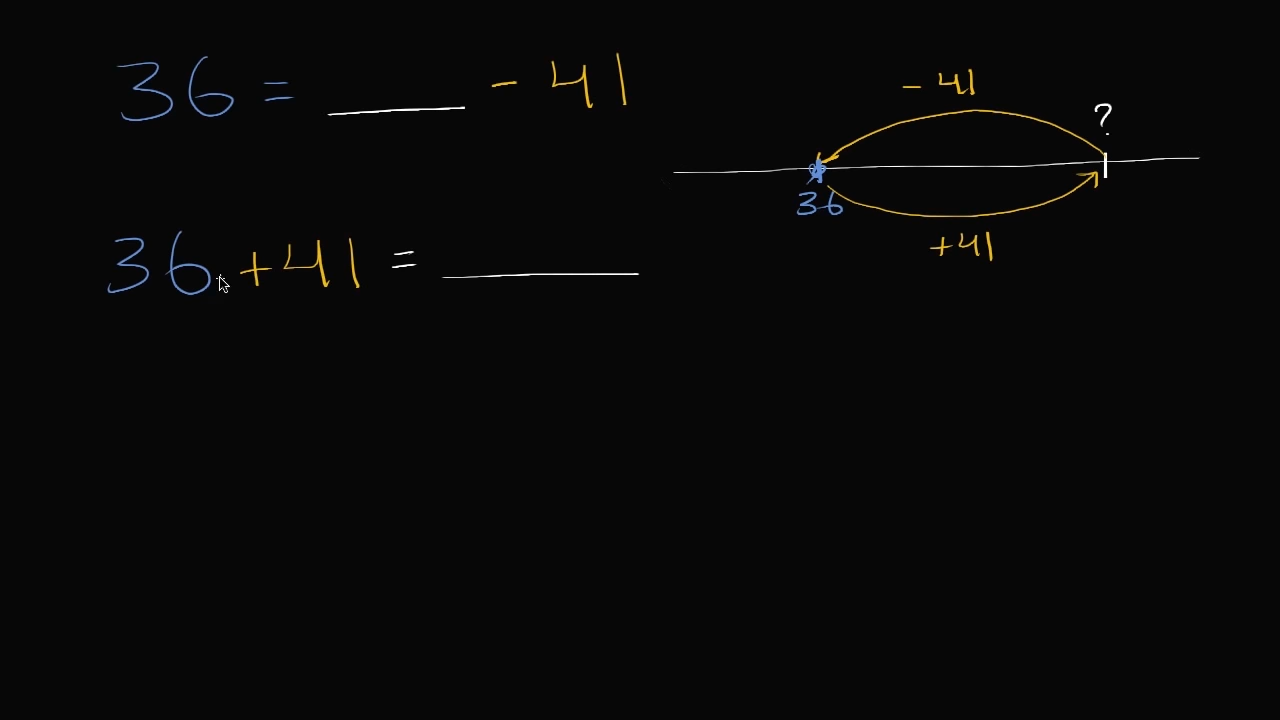 36 = ____ - 41
- 41
?
36
+41
36 + 41 = ____